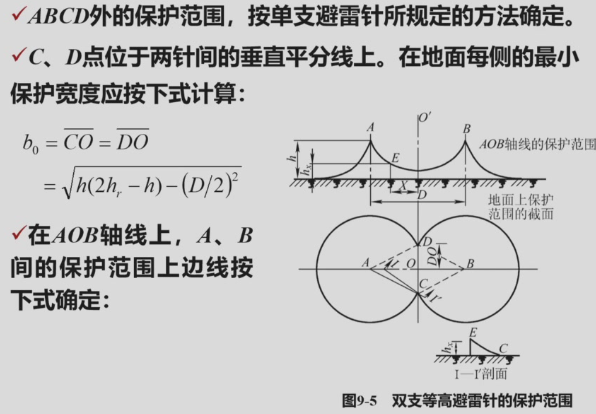 ✓ABCD外的保护范围，按单支避雷针所规定的方法确定。
✓C、D点位于两针间的垂直平分线上。在地面每侧的最小
保护宽度应按下式计算：
b₀ = \overline{CO} = \overline{DO}
= \sqrt{h(2h_r − h) − (D/2)^2}
✓在AOB轴线上，A、B
间的保护范围上边线按
下式确定：
O′
A
B
AOB轴线的保护范围
E
h
hₓ
X
D
地面上保护
范围的截面
D
DO
A
I
O
B
C
I′
E
hₓ
C
I—I′剖面
图9-5 双支等高避雷针的保护范围